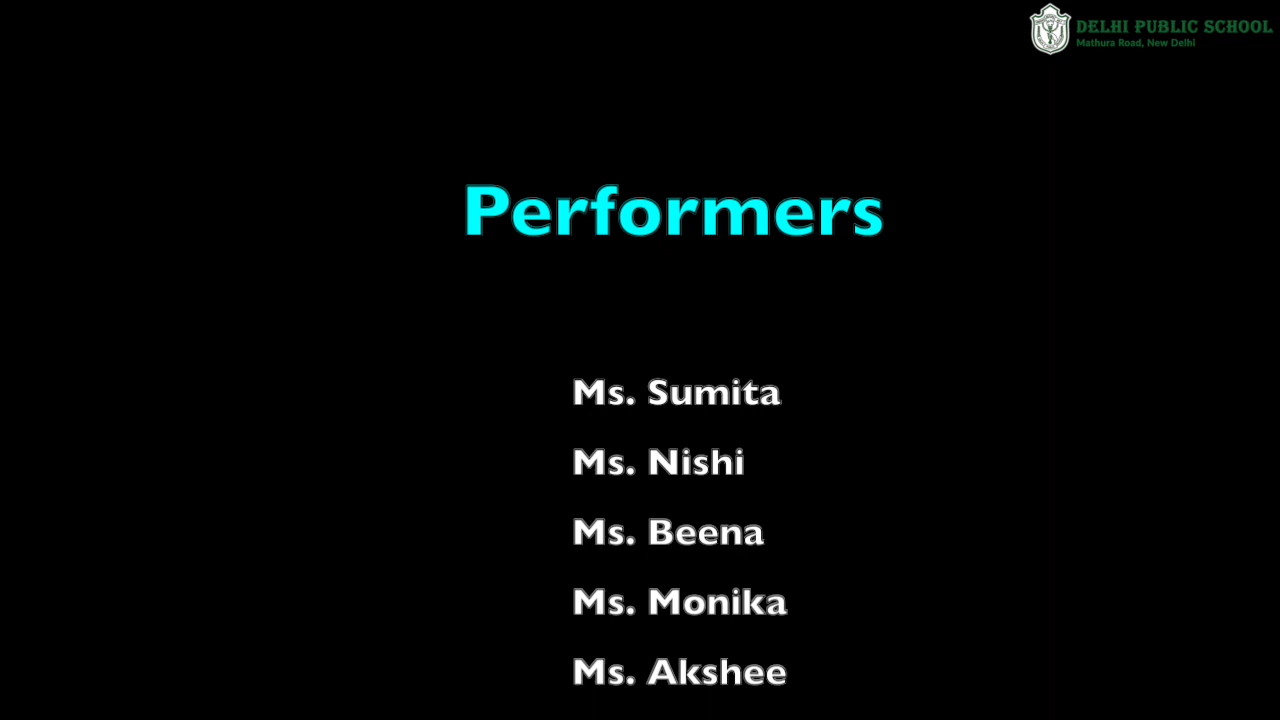 DELHI PUBLIC SCHOOL
Mathura Road, New Delhi
Performers
Ms. Sumita
Ms. Nishi
Ms. Beena
Ms. Monika
Ms. Akshee